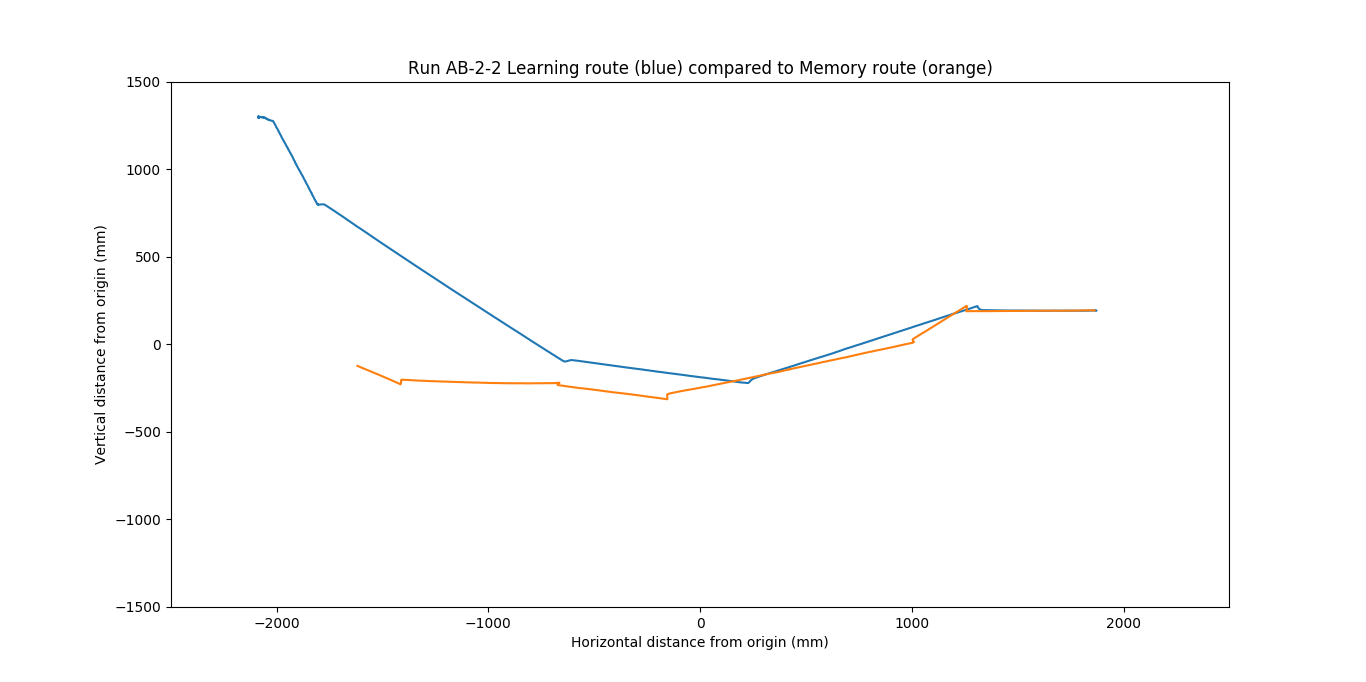 Run AB-2-2 Learning route (blue) compared to Memory route (orange)
1500
1000
500
0
−500
−1000
−1500
Vertical distance from origin (mm)
−2000 −1000 0 1000 2000
Horizontal distance from origin (mm)